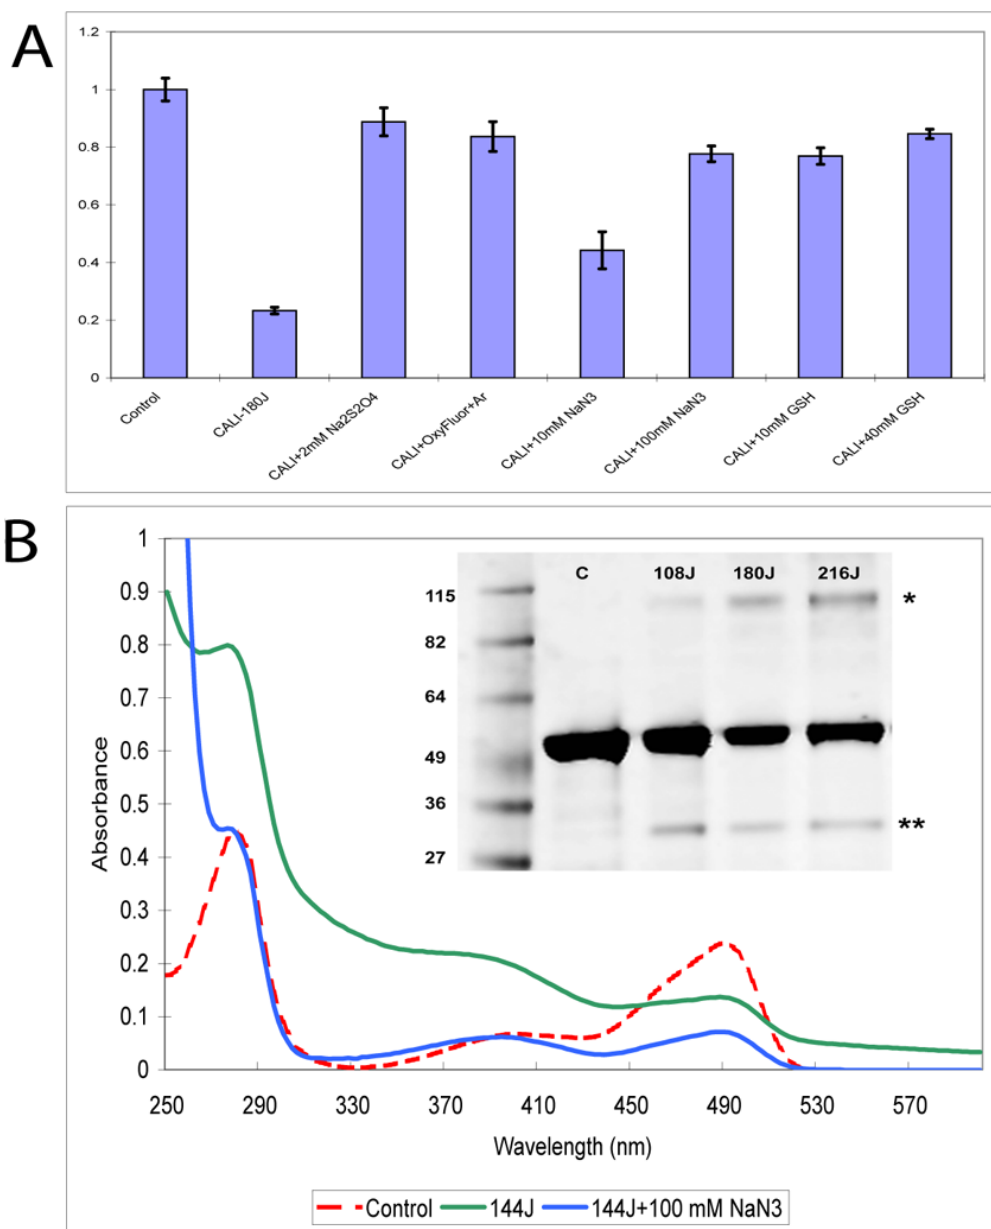 A
1.2
1
0.8
0.6
0.4
0.2
0
Control
CALI-180J
CALI+2mM Na2S2O4
CALI+OxyFluor+Ar
CALI+10mM NaN3
CALI+100mM NaN3
CALI+10mM GSH
CALI+40mM GSH
B
Absorbance
1
0.9
0.8
0.7
0.6
0.5
0.4
0.3
0.2
0.1
0
C 108J 180J 216J
115 *
82
64
49
36
**
27
250 290 330 370 410 450 490 530 570
Wavelength (nm)
Control 144J 144J+100 mM NaN3